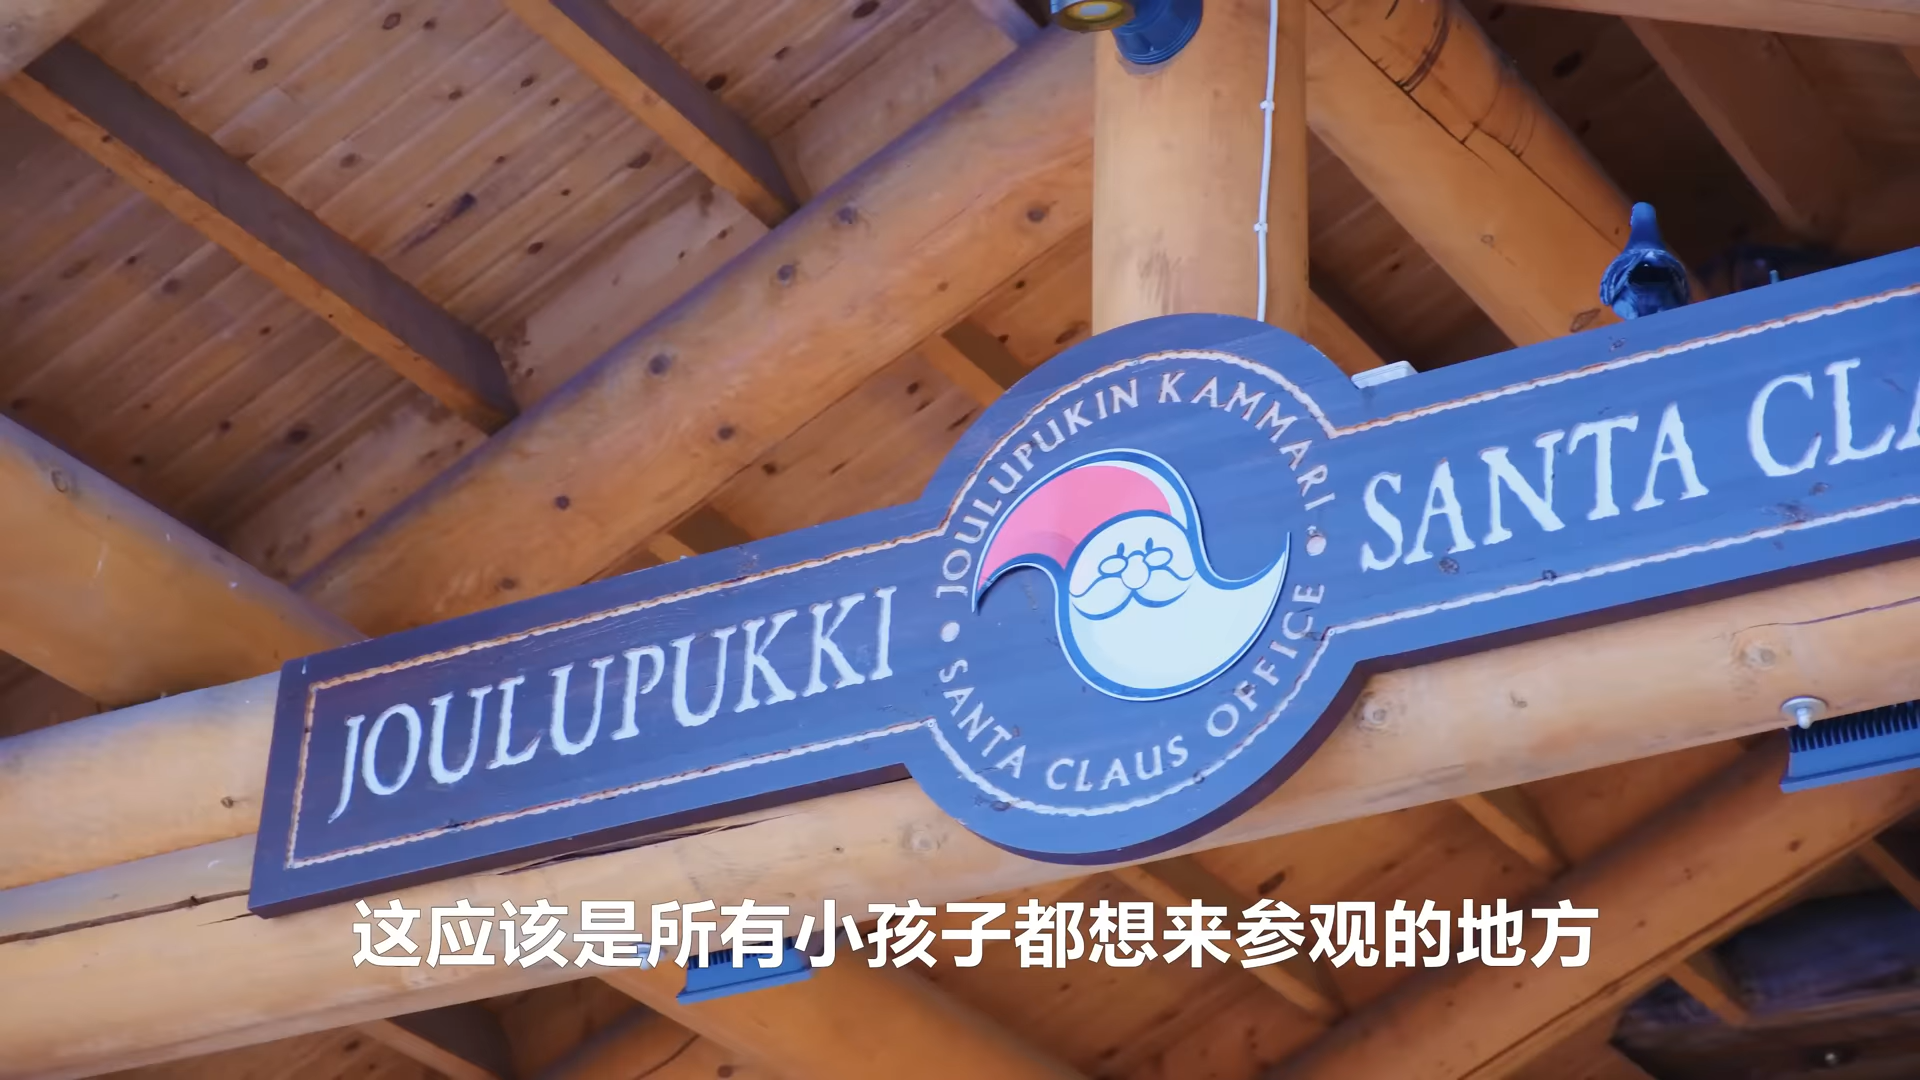 JOULUPUKKI
JOULUPUKIN KAMMARI
SANTA CLAUS OFFICE
SANTA CLA
这应该是所有小孩子都想来参观的地方